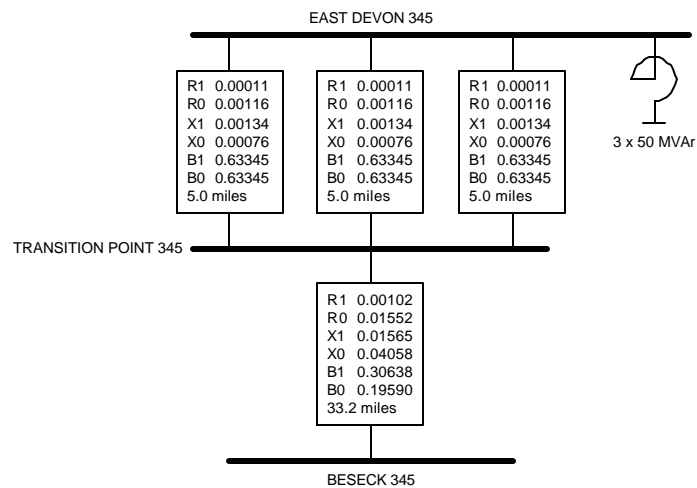 EAST DEVON 345
R1 0.00011
R0 0.00116
X1 0.00134
X0 0.00076
B1 0.63345
B0 0.63345
5.0 miles
R1 0.00011
R0 0.00116
X1 0.00134
X0 0.00076
B1 0.63345
B0 0.63345
5.0 miles
R1 0.00011
R0 0.00116
X1 0.00134
X0 0.00076
B1 0.63345
B0 0.63345
5.0 miles
3 x 50 MVAr
TRANSITION POINT 345
R1 0.00102
R0 0.01552
X1 0.01565
X0 0.04058
B1 0.30638
B0 0.19590
33.2 miles
BESECK 345